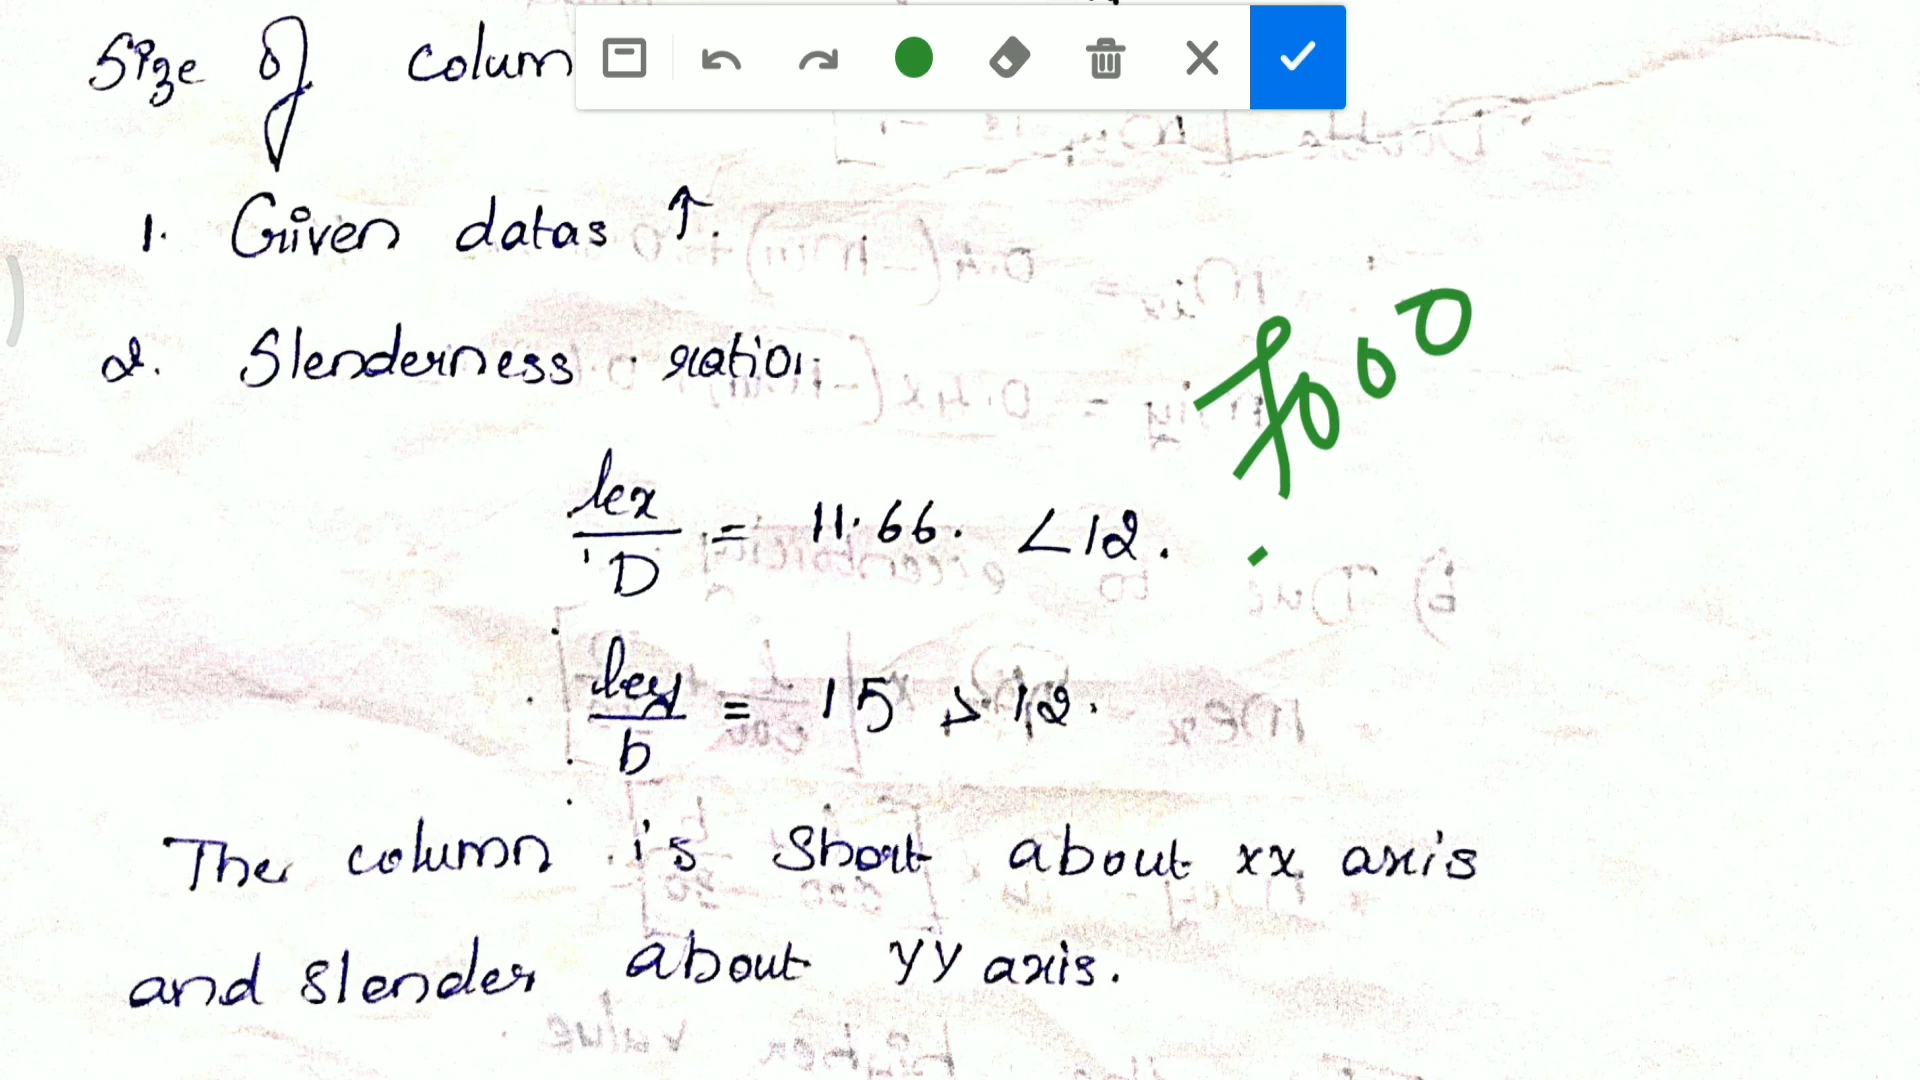 Size of colum
1. Given datas ↑.
2. Slenderness ratio
lex/D = 11.66. <12.
ley/b = 15 > 12.
The column is Short about xx axis
and slender about yy axis.